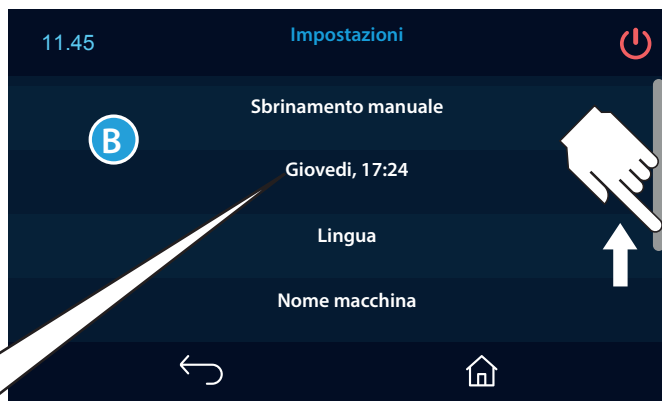 11.45
Impostazioni
Sbrinamento manuale
B
Giovedi, 17:24
Lingua
Nome macchina